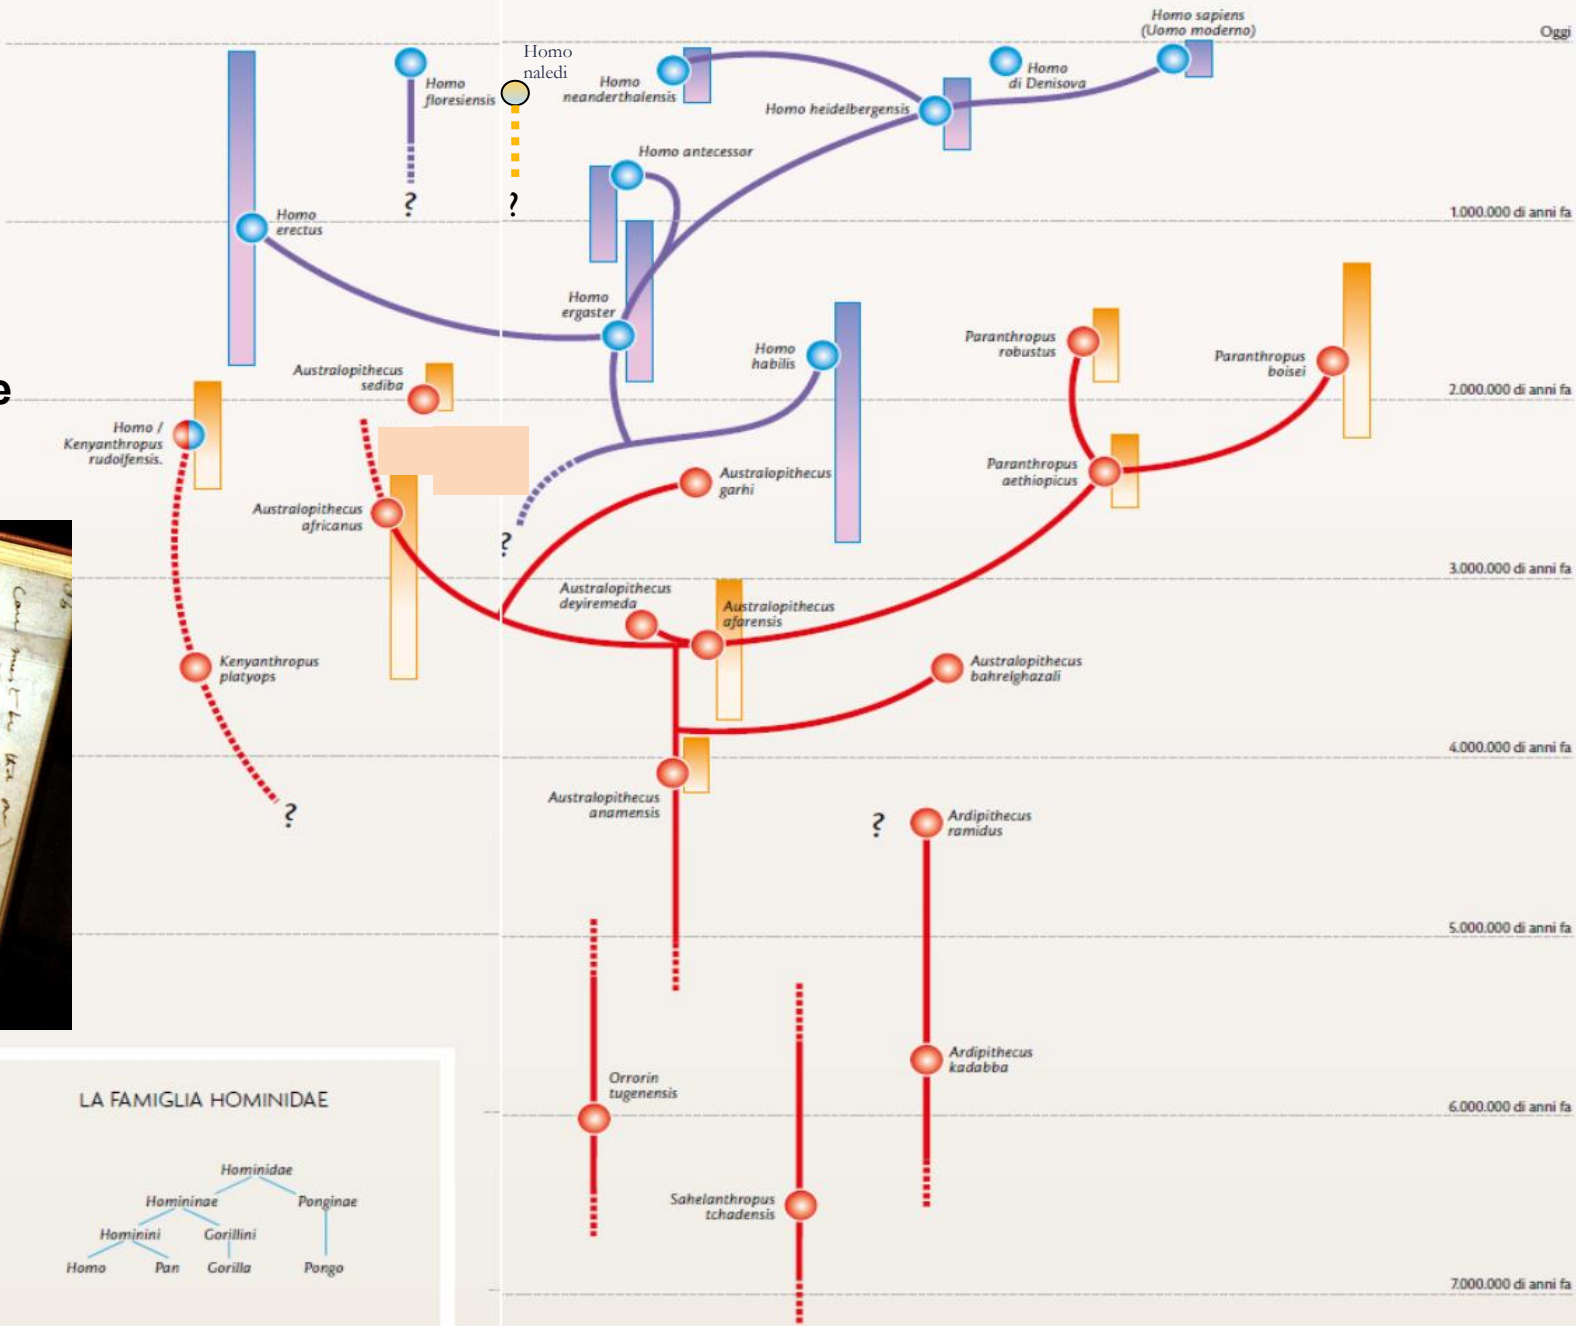 Homo sapiens
(Uomo moderno)
Oggi
Homo
naledi
Homo
floresiensis
Homo
neanderthalensis
Homo
di Denisova
Homo heidelbergensis
Homo antecessor
?
?
Homo
erectus
1.000.000 di anni fa
Homo
ergaster
Homo
habilis
Paranthropus
robustus
Paranthropus
boisei
Australopithecus
sediba
e
2.000.000 di anni fa
Homo /
Kenyanthropus
rudolfensis.
Australopithecus
garhi
Paranthropus
aethiopicus
Australopithecus
africanus
?
3.000.000 di anni fa
Australopithecus
deyiremeda
Australopithecus
afarensis
Kenyanthropus
platyops
Australopithecus
bahrelghazali
4.000.000 di anni fa
Australopithecus
anamensis
?
?
Ardipithecus
ramidus
5.000.000 di anni fa
Ardipithecus
kadabba
Orrorin
tugenensis
6.000.000 di anni fa
Sahelanthropus
tchadensis
7.000.000 di anni fa
LA FAMIGLIA HOMINIDAE
Hominidae
Homininae Ponginae
Hominini Gorillini
Homo Pan Gorilla Pongo